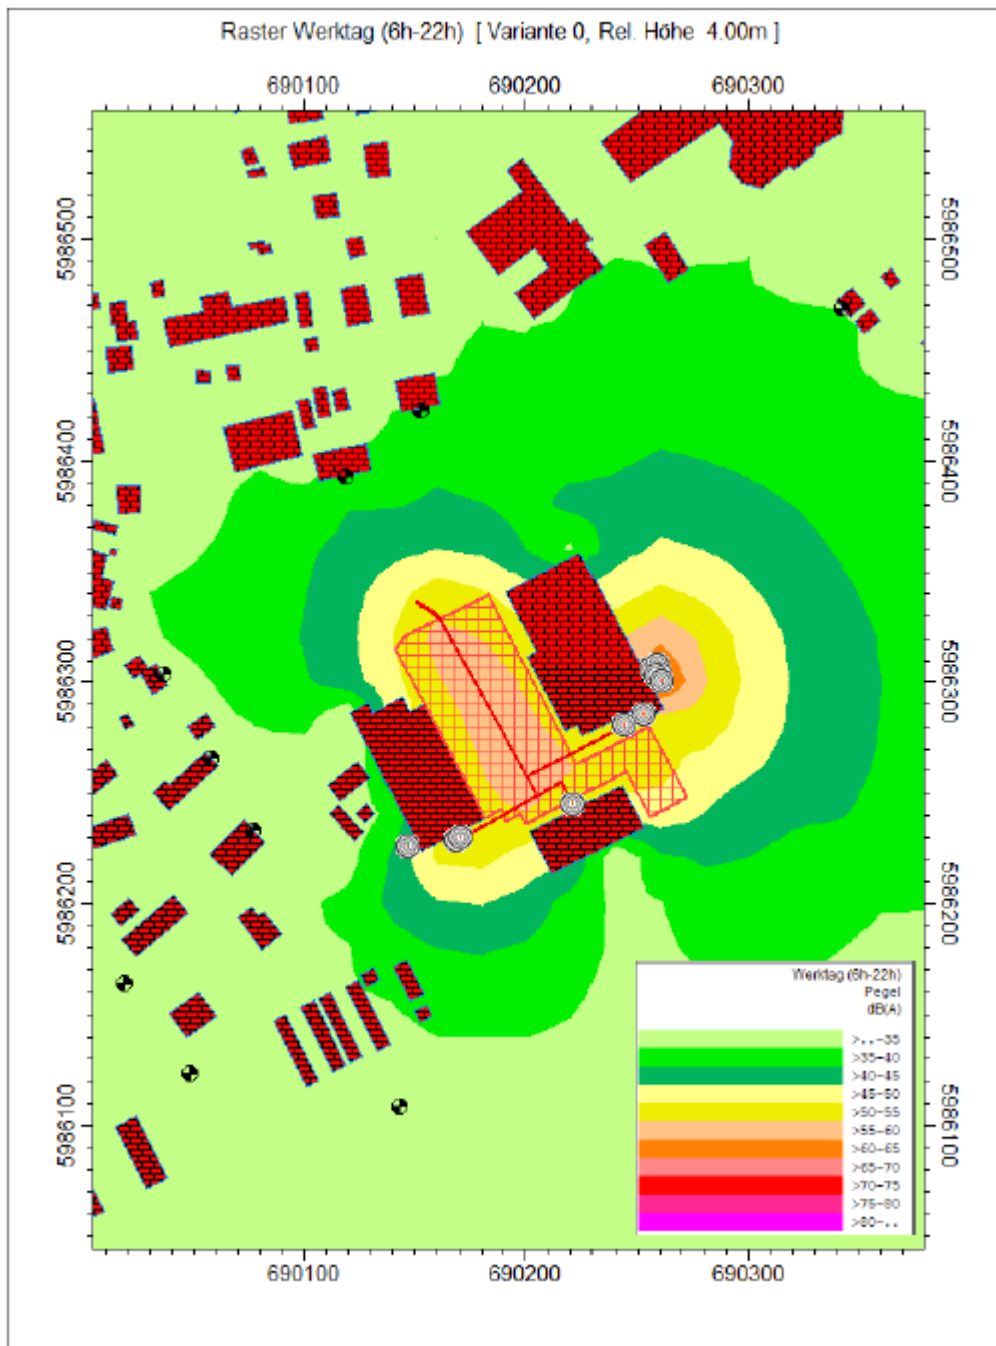 Raster Werktag (6h-22h) [ Variante 0, Rel. Höhe 4.00m ]
690100 690200 690300
5986500 5986500
5986400 5986400
5986300 5986300
5986200 5986200
5986100 5986100
Werktag (6h-22h)
Pegel
dB(A)
>..-35
>35-40
>40-45
>45-50
>50-55
>55-60
>60-65
>65-70
>70-75
>75-80
>80-..
690100 690200 690300